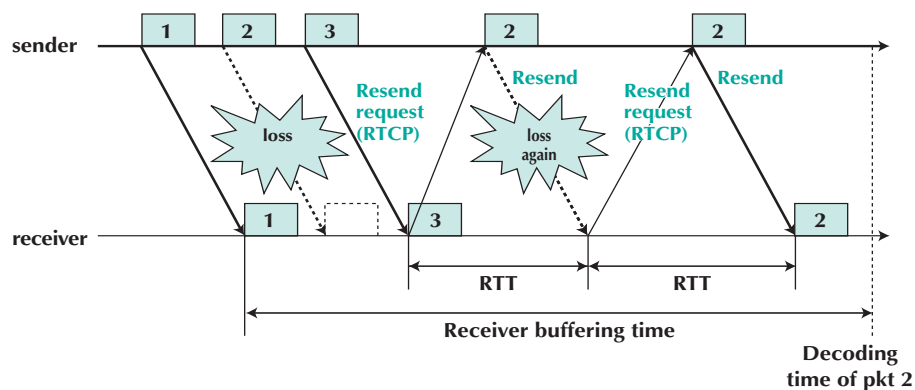 1
2
3
2
2
sender
Resend
request
(RTCP)
Resend
Resend
request
(RTCP)
Resend
loss
loss
again
1
3
2
receiver
RTT
RTT
Receiver buffering time
Decoding
time of pkt 2